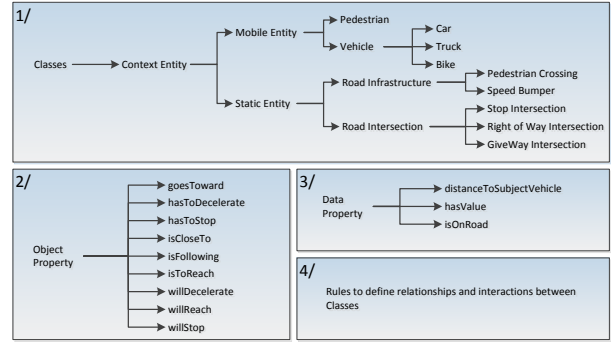 1/
Classes
Context Entity
Mobile Entity
Pedestrian
Vehicle
Car
Truck
Bike
Static Entity
Road Infrastructure
Pedestrian Crossing
Speed Bumper
Road Intersection
Stop Intersection
Right of Way Intersection
GiveWay Intersection
2/
Object
Property
goesToward
hasToDecelerate
hasToStop
isCloseTo
isFollowing
isToReach
willDecelerate
willReach
willStop
3/
Data
Property
distanceToSubjectVehicle
hasValue
isOnRoad
4/
Rules to define relationships and interactions between
Classes